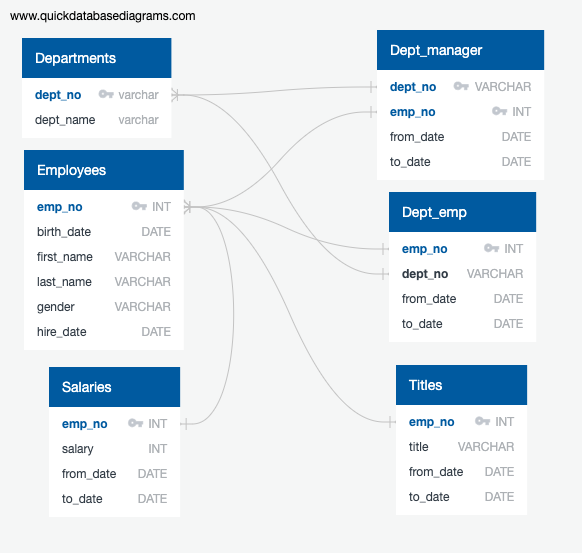 www.quickdatabasediagrams.com
Departments
dept_no varchar
dept_name varchar
Employees
emp_no INT
birth_date DATE
first_name VARCHAR
last_name VARCHAR
gender VARCHAR
hire_date DATE
Salaries
emp_no INT
salary INT
from_date DATE
to_date DATE
Dept_manager
dept_no VARCHAR
emp_no INT
from_date DATE
to_date DATE
Dept_emp
emp_no INT
dept_no VARCHAR
from_date DATE
to_date DATE
Titles
emp_no INT
title VARCHAR
from_date DATE
to_date DATE